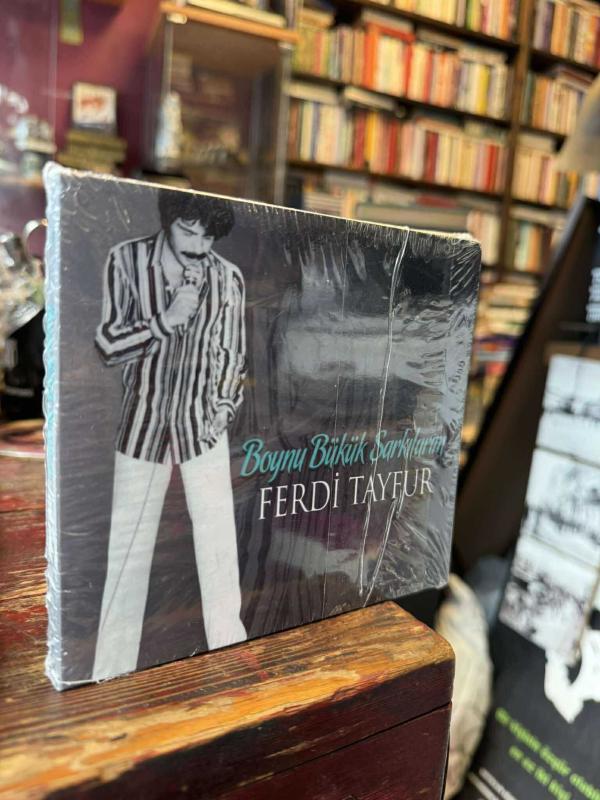 Boynu Bükük Şarkılarım
FERDİ TAYFUR